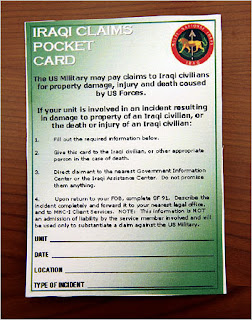 IRAQI CLAIMS
POCKET
CARD
The US Military may pay claims to Iraqi civilians
for property damage, injury and death caused
by US Forces.
If your unit is involved in an incident resulting
in damage to property of an Iraqi civilian, or
the death or injury of an Iraqi civilian:
1. Fill out the required information below.
2. Give this card to the Iraqi civilian, or other appropriate
person in the case of death.
3. Direct claimant to the nearest Government Information
Center or the Iraqi Assistance Center. Do not promise
them anything.
4. Upon return to your FOB, complete SF 91. Describe the
incident completely and forward it to your nearest legal office,
and to MNC-I Client Services. NOTE: This information is NOT
an admission of liability by the service member involved and will
be used only to substantiate a claim against the US Military.
UNIT
DATE
LOCATION
TYPE OF INCIDENT